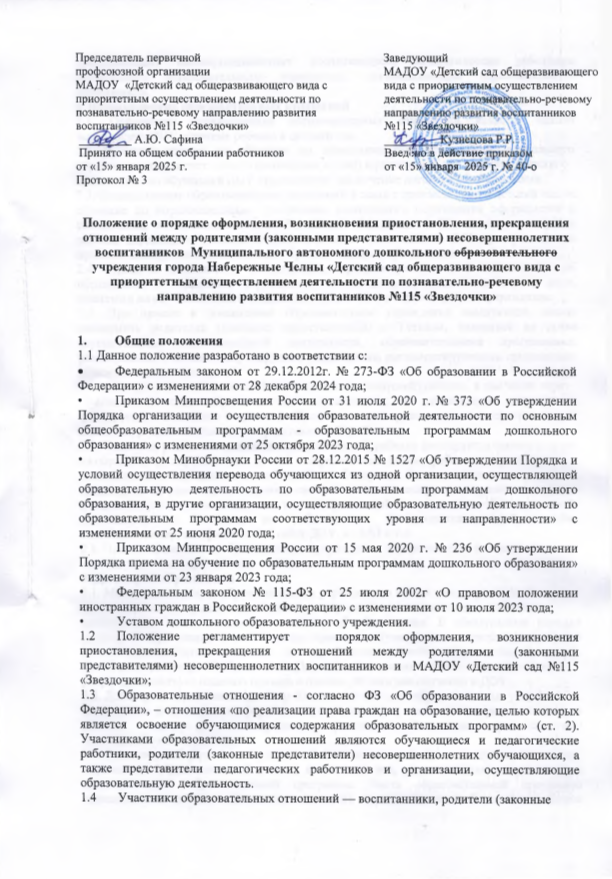 Председатель первичной
профсоюзной организации
МАДОУ «Детский сад общеразвивающего вида с
приоритетным осуществлением деятельности по
познавательно-речевому направлению развития
воспитанников №115 «Звездочки»
А.Ю. Сафина
Принято на общем собрании работников
от «15» января 2025 г.
Протокол № 3
Заведующий
МАДОУ «Детский сад общеразвивающего
вида с приоритетным осуществлением
деятельности по познавательно-речевому
направлению развития воспитанников
№115 «Звездочки»
Кузнецова Р.Р.
Введено в действие приказом
от «15» января 2025 г. № 40-о
Положение о порядке оформления, возникновения приостановления, прекращения
отношений между родителями (законными представителями) несовершеннолетних
воспитанников Муниципального автономного дошкольного образовательного
учреждения города Набережные Челны «Детский сад общеразвивающего вида с
приоритетным осуществлением деятельности по познавательно-речевому
направлению развития воспитанников №115 «Звездочки»
1. Общие положения
1.1 Данное положение разработано в соответствии с:
• Федеральным законом от 29.12.2012г. № 273-ФЗ «Об образовании в Российской
Федерации» с изменениями от 28 декабря 2024 года;
• Приказом Минпросвещения России от 31 июля 2020 г. № 373 «Об утверждении
Порядка организации и осуществления образовательной деятельности по основным
общеобразовательным программам - образовательным программам дошкольного
образования» с изменениями от 25 октября 2023 года;
• Приказом Минобрнауки России от 28.12.2015 № 1527 «Об утверждении Порядка и
условий осуществления перевода обучающихся из одной организации, осуществляющей
образовательную деятельность по образовательным программам дошкольного
образования, в другие организации, осуществляющие образовательную деятельность по
образовательным программам соответствующих уровня и направленности» с
изменениями от 25 июня 2020 года;
• Приказом Минпросвещения России от 15 мая 2020 г. № 236 «Об утверждении
Порядка приема на обучение по образовательным программам дошкольного образования»
с изменениями от 23 января 2023 года;
• Федеральным законом № 115-ФЗ от 25 июля 2002г «О правовом положении
иностранных граждан в Российской Федерации» с изменениями от 10 июля 2023 года;
• Уставом дошкольного образовательного учреждения.
1.2 Положение регламентирует порядок оформления, возникновения
приостановления, прекращения отношений между родителями (законными
представителями) несовершеннолетних воспитанников и МАДОУ «Детский сад №115
«Звездочки»;
1.3 Образовательные отношения - согласно ФЗ «Об образовании в Российской
Федерации», – отношения «по реализации права граждан на образование, целью которых
является освоение обучающимися содержания образовательных программ» (ст. 2).
Участниками образовательных отношений являются обучающиеся и педагогические
работники, родители (законные представители) несовершеннолетних обучающихся, а
также представители педагогических работников и организации, осуществляющие
образовательную деятельность.
1.4 Участники образовательных отношений — воспитанники, родители (законные